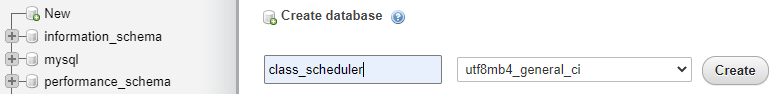 New
information_schema
mysql
performance_schema
Create database
class_scheduler
utf8mb4_general_ci
Create